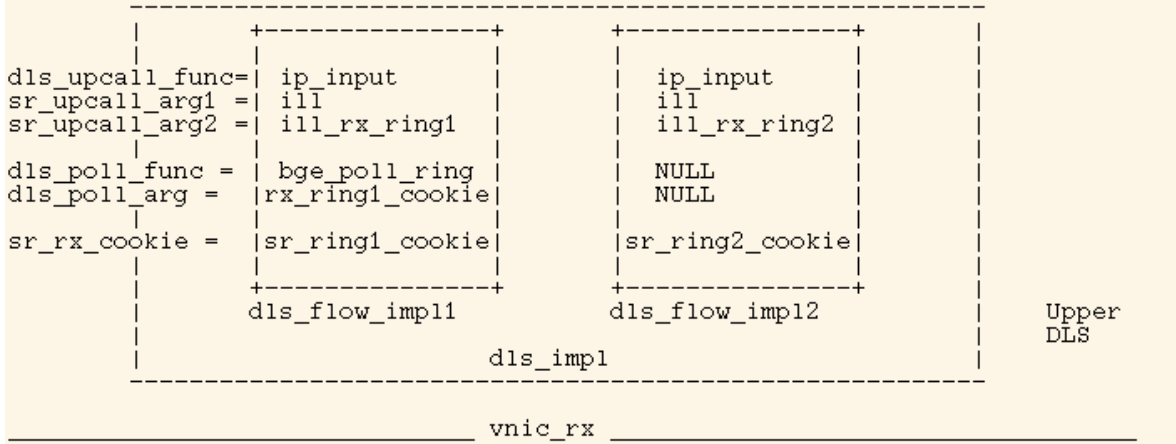 dls_upcall_func= ip_input ip_input
sr_upcall_arg1 = ill ill
sr_upcall_arg2 = ill_rx_ring1 ill_rx_ring2
dls_poll_func = bge_poll_ring NULL
dls_poll_arg = rx_ring1_cookie NULL
sr_rx_cookie = sr_ring1_cookie sr_ring2_cookie
dls_flow_impl1 dls_flow_impl2 Upper
DLS
dls_impl
vnic_rx